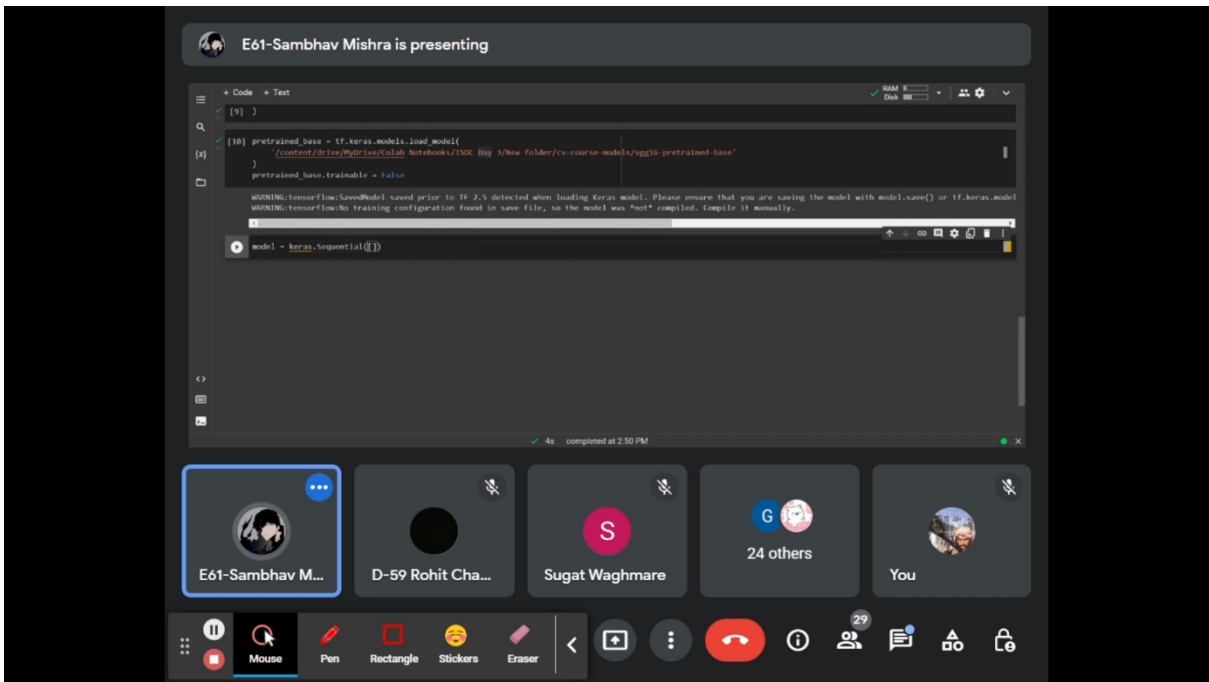 E61-Sambhav Mishra is presenting
+ Code + Text
RAM
Disk
[9] )
[10] pretrained_base = tf.keras.models.load_model(
'/content/drive/MyDrive/Colab Notebooks/ISDC Day 3/New folder/cv-course-models/vgg16-pretrained-base'
)
pretrained_base.trainable = False
WARNING:tensorflow:SavedModel saved prior to TF 2.5 detected when loading Keras model. Please ensure that you are saving the model with model.save() or tf.keras.model
WARNING:tensorflow:No training configuration found in save file, so the model was *not* compiled. Compile it manually.
model = keras.Sequential([])
4s completed at 2:50 PM
G
S
24 others
E61-Sambhav M...
D-59 Rohit Cha...
Sugat Waghmare
You
29
Mouse
Pen
Rectangle
Stickers
Eraser